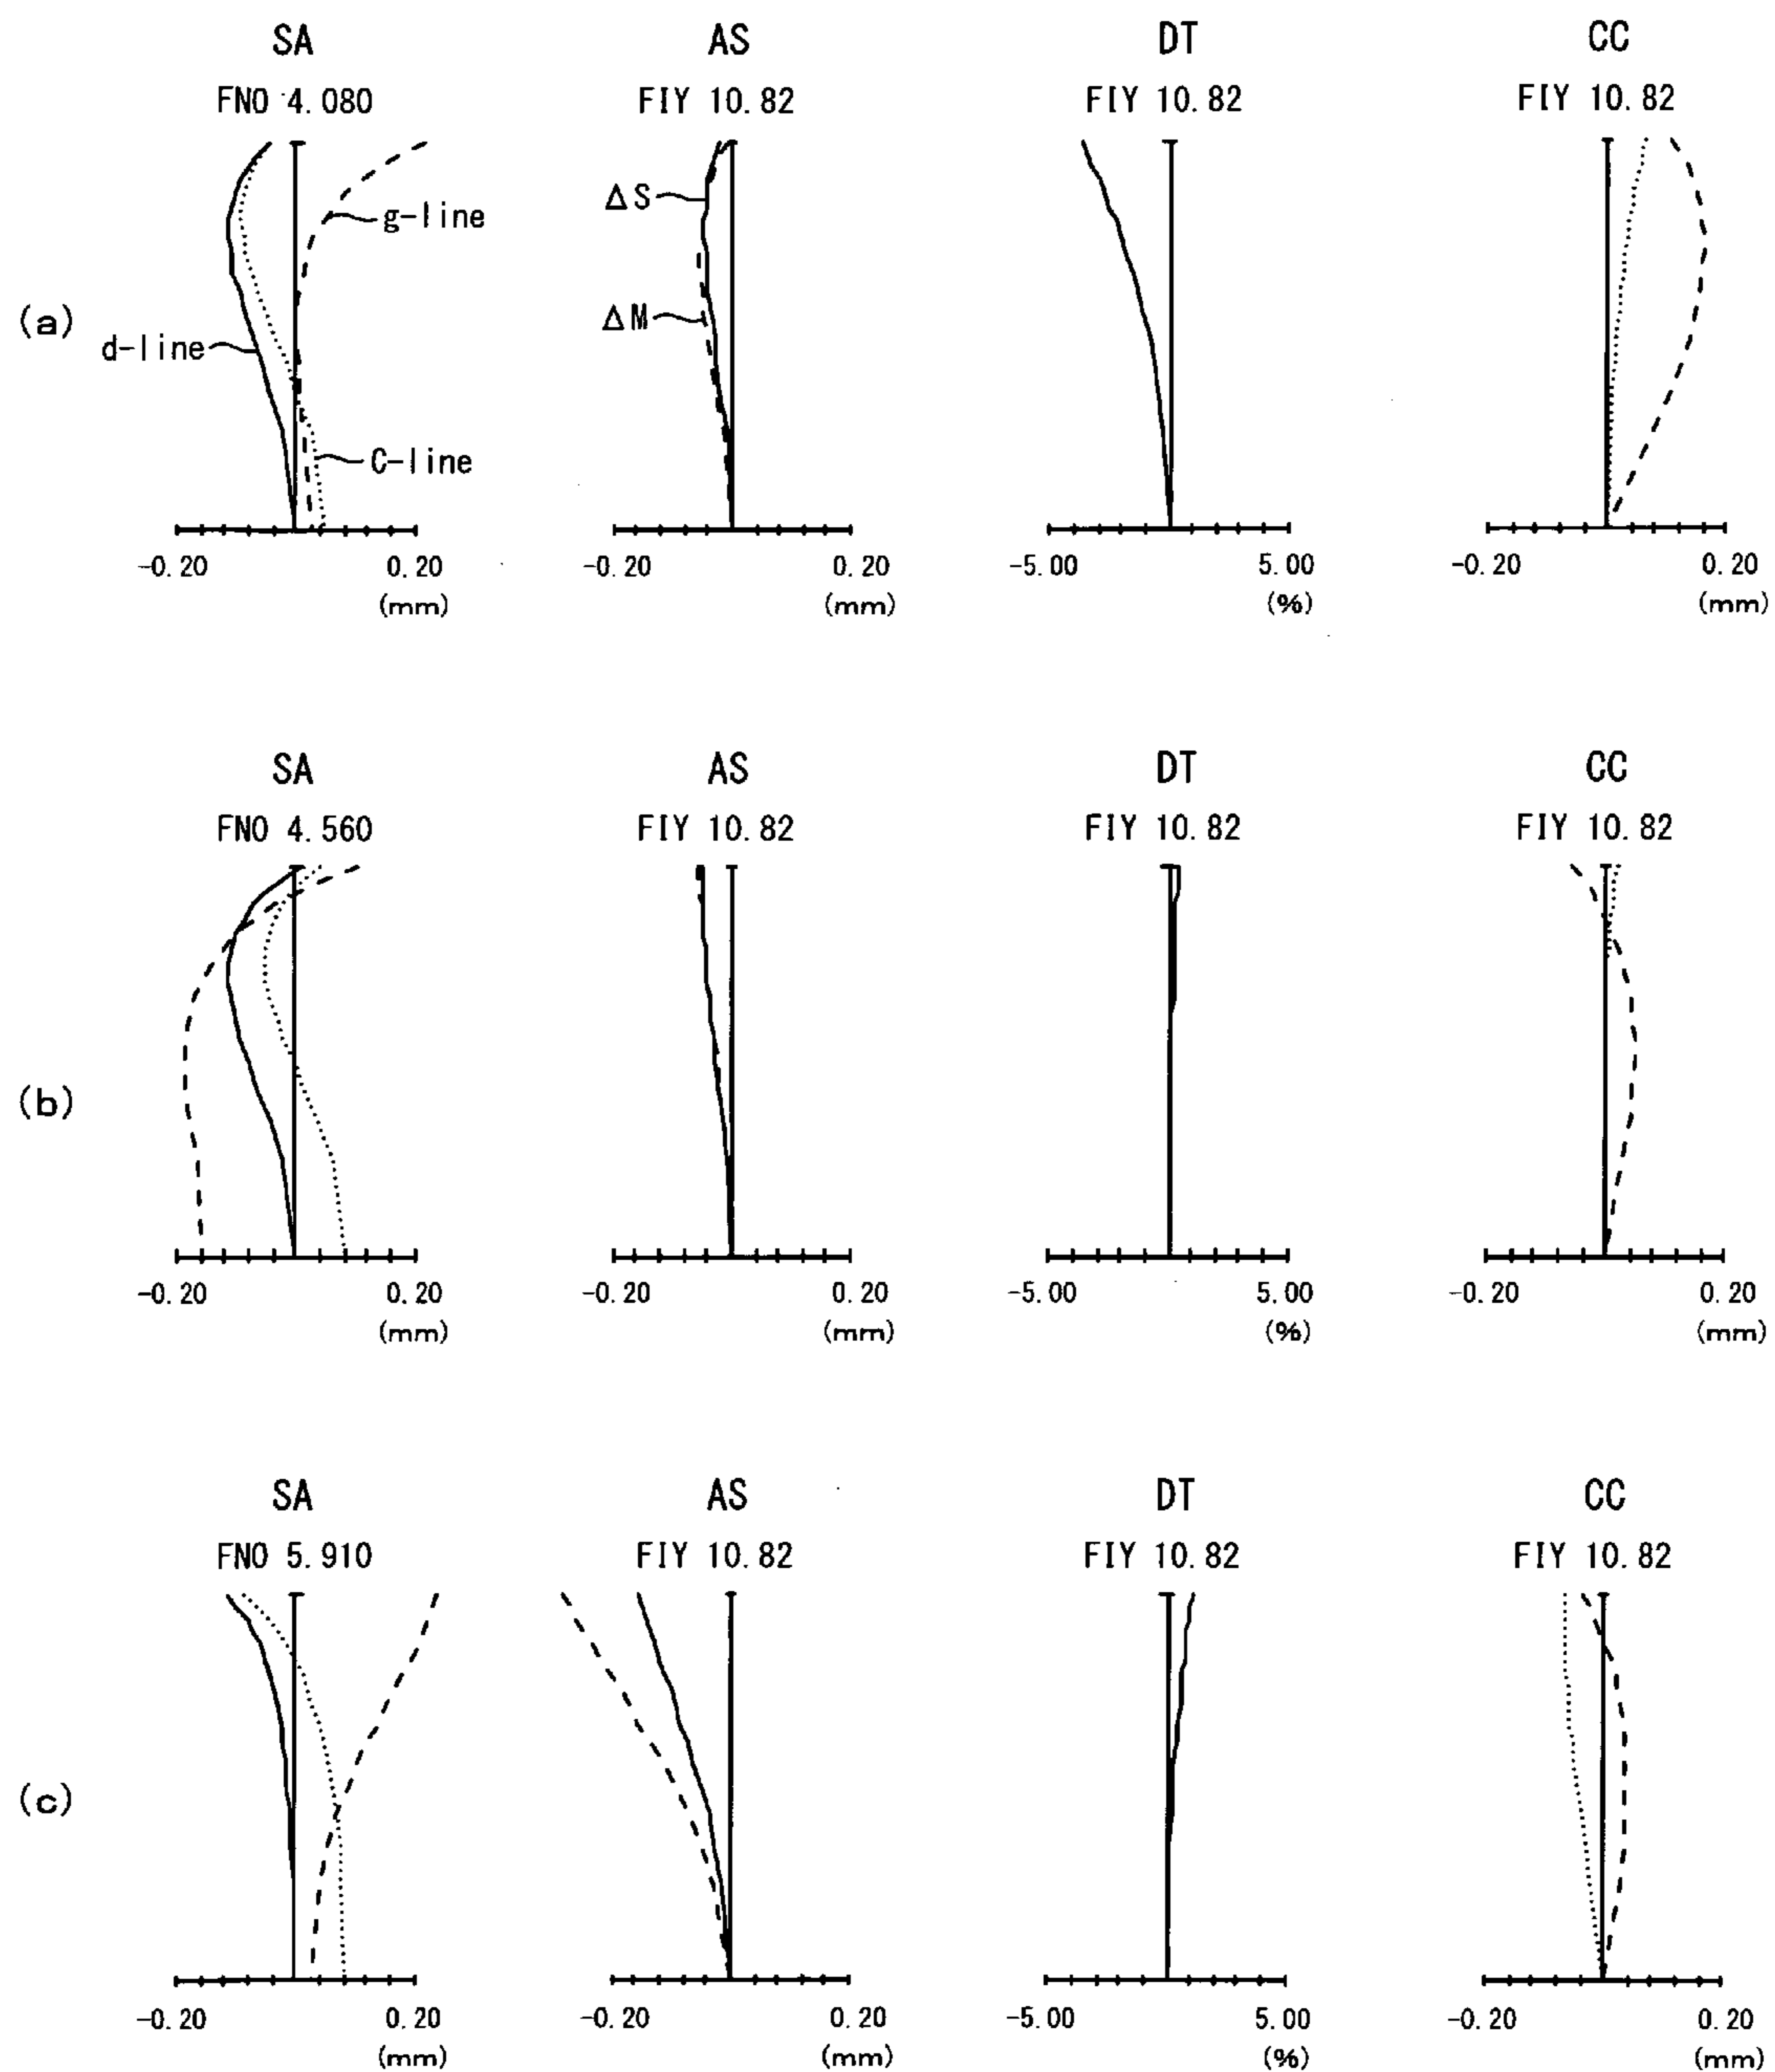 SA AS DT CC
FNO 4.080 FIY 10.82 FIY 10.82 FIY 10.82
ΔS
g-line
(a)
ΔM
d-line
C-line
-0.20 0.20 -0.20 0.20 -5.00 5.00 -0.20 0.20
(mm) (mm) (%) (mm)
SA AS DT CC
FNO 4.560 FIY 10.82 FIY 10.82 FIY 10.82
(b)
-0.20 0.20 -0.20 0.20 -5.00 5.00 -0.20 0.20
(mm) (mm) (%) (mm)
SA AS DT CC
FNO 5.910 FIY 10.82 FIY 10.82 FIY 10.82
(c)
-0.20 0.20 -0.20 0.20 -5.00 5.00 -0.20 0.20
(mm) (mm) (%) (mm)